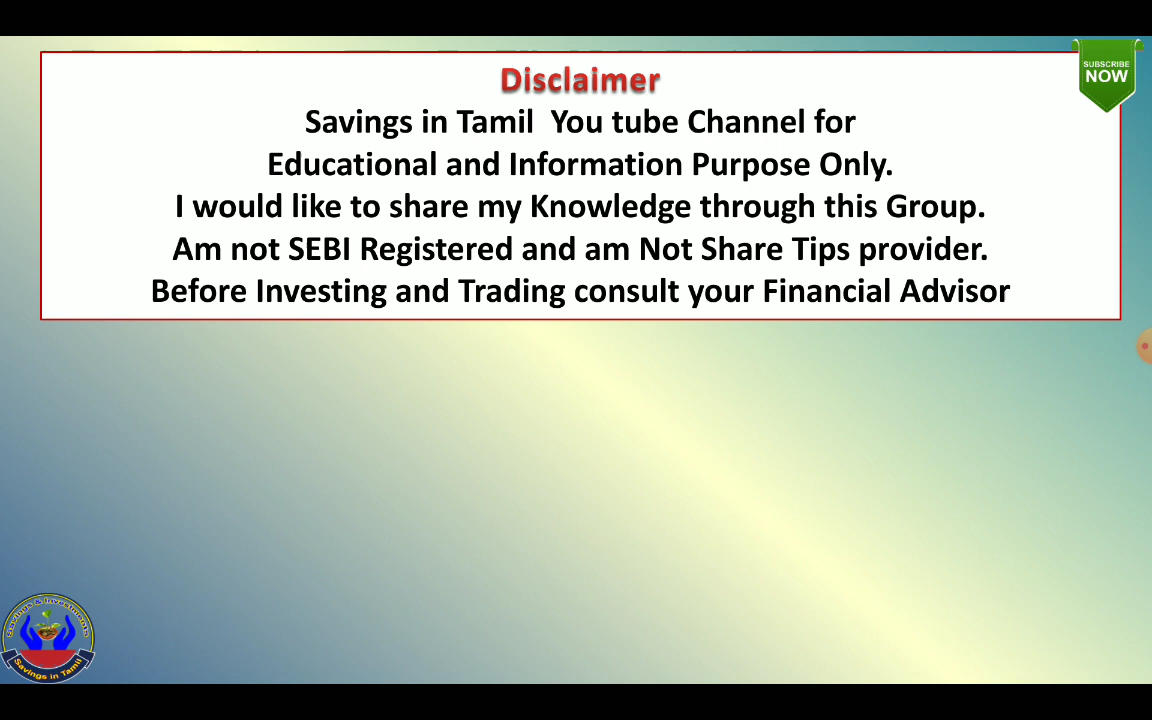 Disclaimer
SUBSCRIBE
NOW
Savings in Tamil  You tube Channel for
Educational and Information Purpose Only.
I would like to share my Knowledge through this Group.
Am not SEBI Registered and am Not Share Tips provider.
Before Investing and Trading consult your Financial Advisor
Savings & Investments
Savings in Tamil